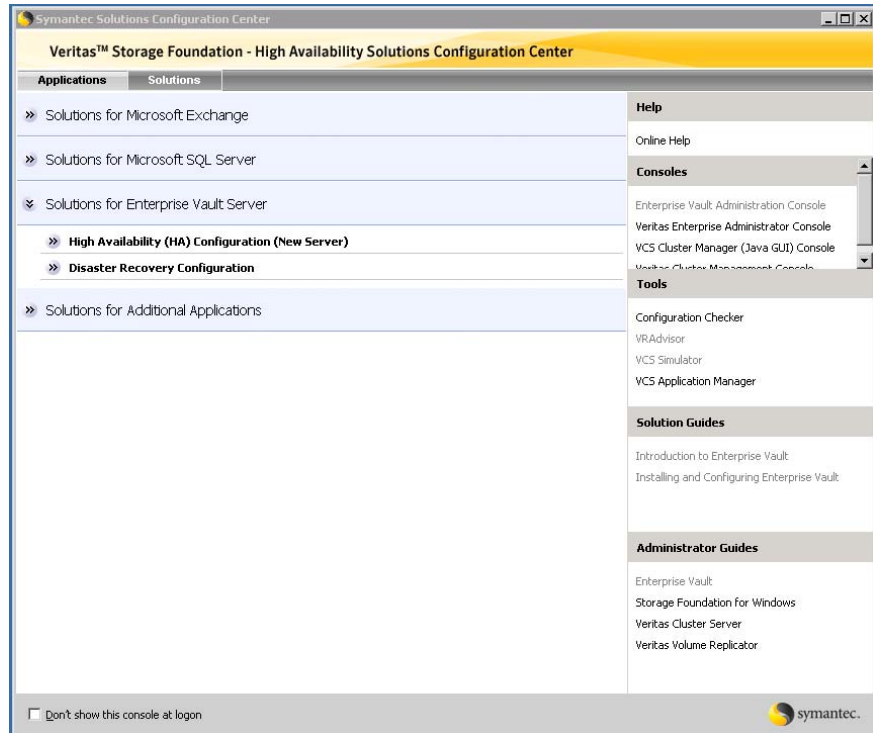 Symantec Solutions Configuration Center
Veritas™ Storage Foundation - High Availability Solutions Configuration Center
Applications
Solutions
Solutions for Microsoft Exchange
Solutions for Microsoft SQL Server
Solutions for Enterprise Vault Server
High Availability (HA) Configuration (New Server)
Disaster Recovery Configuration
Solutions for Additional Applications
Help
Online Help
Consoles
Enterprise Vault Administration Console
Veritas Enterprise Administrator Console
VCS Cluster Manager (Java GUI) Console
Veritas Cluster Management Console
Tools
Configuration Checker
VRAdvisor
VCS Simulator
VCS Application Manager
Solution Guides
Introduction to Enterprise Vault
Installing and Configuring Enterprise Vault
Administrator Guides
Enterprise Vault
Storage Foundation for Windows
Veritas Cluster Server
Veritas Volume Replicator
Don't show this console at logon
symantec.